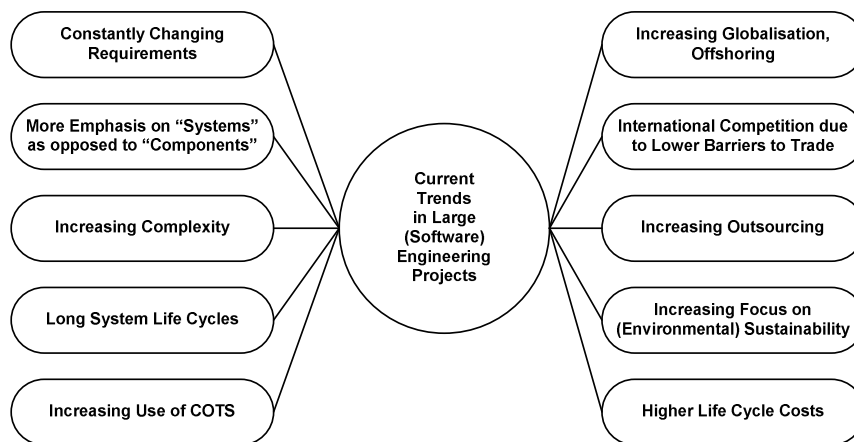 Constantly Changing
Requirements
More Emphasis on “Systems”
as opposed to “Components”
Increasing Complexity
Long System Life Cycles
Increasing Use of COTS
Current
Trends
in Large
(Software)
Engineering
Projects
Increasing Globalisation,
Offshoring
International Competition due
to Lower Barriers to Trade
Increasing Outsourcing
Increasing Focus on
(Environmental) Sustainability
Higher Life Cycle Costs